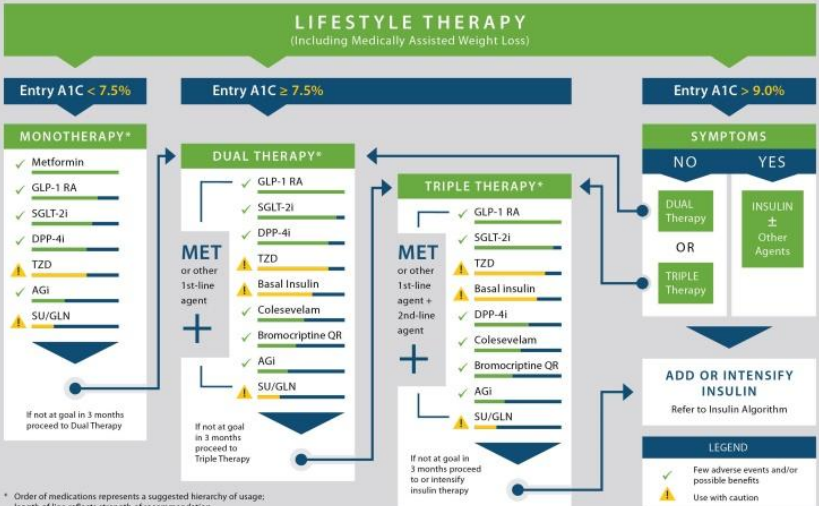 LIFESTYLE THERAPY
(Including Medically Assisted Weight Loss)
Entry A1C < 7.5%
Entry A1C ≥ 7.5%
Entry A1C > 9.0%
MONOTHERAPY*
Metformin
GLP-1 RA
SGLT-2i
DPP-4i
TZD
AGi
SU/GLN
If not at goal in 3 months
proceed to Dual Therapy
DUAL THERAPY*
MET
or other
1st-line
agent
+
GLP-1 RA
SGLT-2i
DPP-4i
TZD
Basal Insulin
Colesevelam
Bromocriptine QR
AGi
SU/GLN
If not at goal
in 3 months
proceed to
Triple Therapy
TRIPLE THERAPY*
MET
or other
1st-line
agent +
2nd-line
agent
+
GLP-1 RA
SGLT-2i
TZD
Basal insulin
DPP-4i
Colesevelam
Bromocriptine QR
AGi
SU/GLN
If not at goal in
3 months proceed
to or intensify
insulin therapy
SYMPTOMS
NO
YES
DUAL
Therapy
OR
TRIPLE
Therapy
INSULIN
±
Other
Agents
ADD OR INTENSIFY
INSULIN
Refer to Insulin Algorithm
LEGEND
Few adverse events and/or
possible benefits
Use with caution
* Order of medications represents a suggested hierarchy of usage;
length of line reflects strength of recommendation